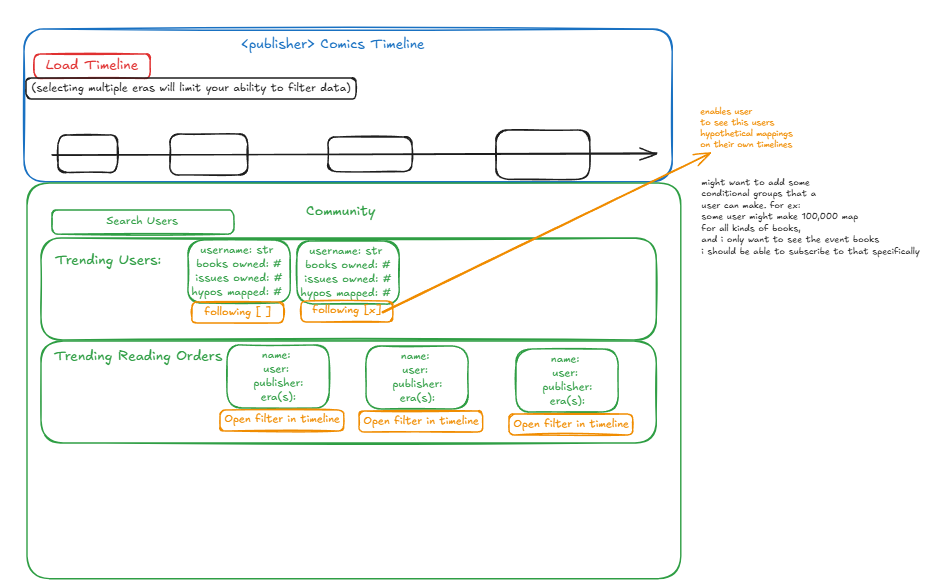 <publisher> Comics Timeline
Load Timeline
(selecting multiple eras will limit your ability to filter data)
enables user
to see this users
hypothetical mappings
on their own timelines
might want to add some
conditional groups that a
user can make. for ex:
some user might make 100,000 map
for all kinds of books,
and i only want to see the event books
i should be able to subscribe to that specifically
Community
Search Users
Trending Users:
username: str
books owned: #
issues owned: #
hypos mapped: #
following [ ]
username: str
books owned: #
issues owned: #
hypos mapped: #
following [x]
Trending Reading Orders
name:
user:
publisher:
era(s):
Open filter in timeline
name:
user:
publisher:
era(s):
Open filter in timeline
name:
user:
publisher:
era(s):
Open filter in timeline